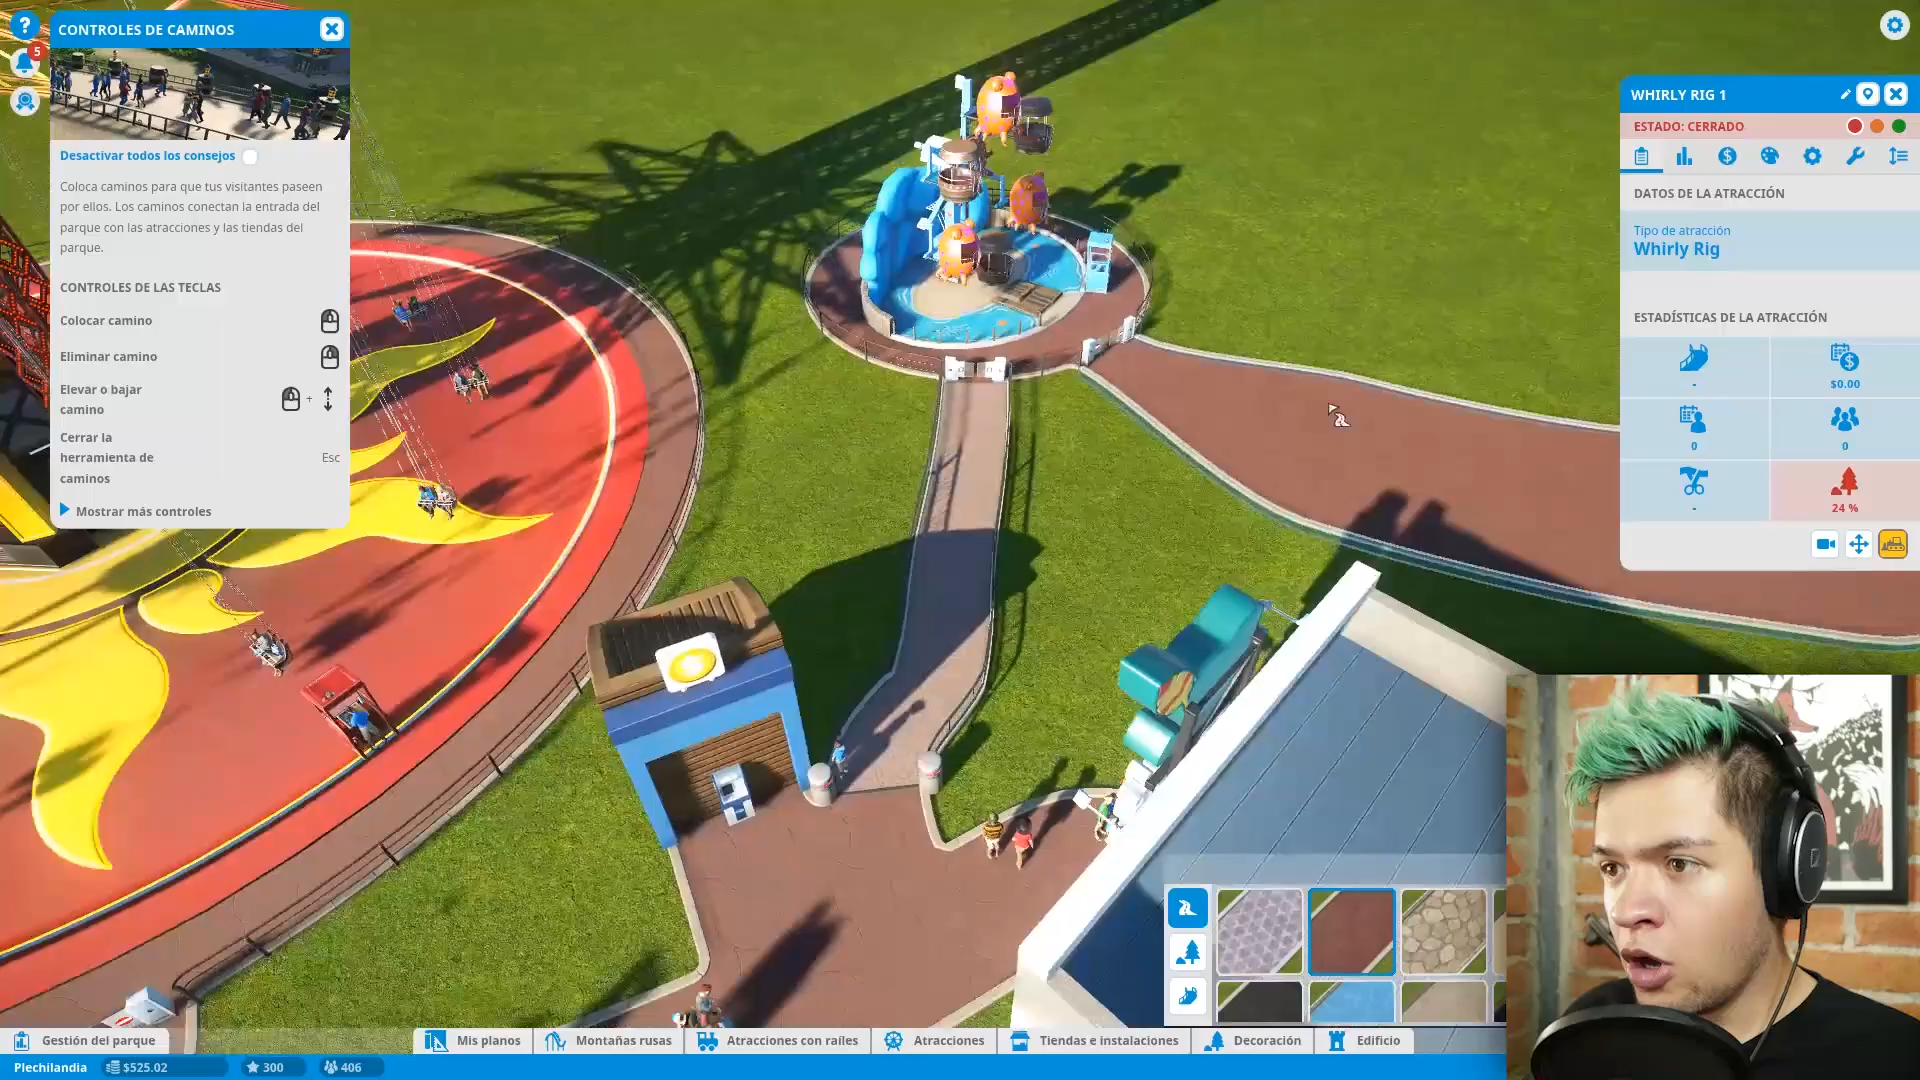 ?
5
CONTROLES DE CAMINOS
Desactivar todos los consejos
Coloca caminos para que tus visitantes paseen
por ellos. Los caminos conectan la entrada del
parque con las atracciones y las tiendas del
parque.
CONTROLES DE LAS TECLAS
Colocar camino
Eliminar camino
Elevar o bajar
camino
+
Cerrar la
herramienta de
caminos
Esc
Mostrar más controles
WHIRLY RIG 1
ESTADO: CERRADO
DATOS DE LA ATRACCIÓN
Tipo de atracción
Whirly Rig
ESTADÍSTICAS DE LA ATRACCIÓN
-
$0.00
0
0
-
24 %
Gestión del parque
Mis planos
Montañas rusas
Atracciones con raíles
Atracciones
Tiendas e instalaciones
Decoración
Edificio
Plechilandia
$525.02
300
406